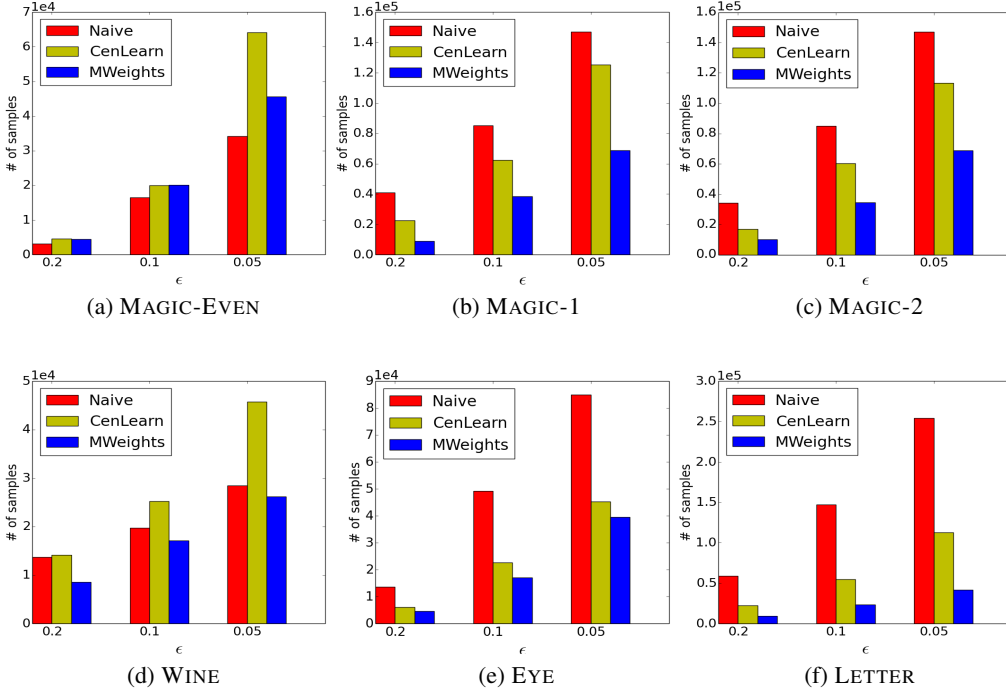 7 1e4
Naive
CenLearn
MWeights
# of samples
6
5
4
3
2
1
0
0.2 0.1 0.05
ϵ
(a) MAGIC-EVEN
1.6 1e5
Naive
CenLearn
MWeights
# of samples
1.4
1.2
1.0
0.8
0.6
0.4
0.2
0.0
0.2 0.1 0.05
ϵ
(b) MAGIC-1
1.6 1e5
Naive
CenLearn
MWeights
# of samples
1.4
1.2
1.0
0.8
0.6
0.4
0.2
0.0
0.2 0.1 0.05
ϵ
(c) MAGIC-2
5 1e4
Naive
CenLearn
MWeights
# of samples
4
3
2
1
0
0.2 0.1 0.05
ϵ
(d) WINE
9 1e4
Naive
CenLearn
MWeights
# of samples
8
7
6
5
4
3
2
1
0
0.2 0.1 0.05
ϵ
(e) EYE
3.0 1e5
Naive
CenLearn
MWeights
# of samples
2.5
2.0
1.5
1.0
0.5
0.0
0.2 0.1 0.05
ϵ
(f) LETTER